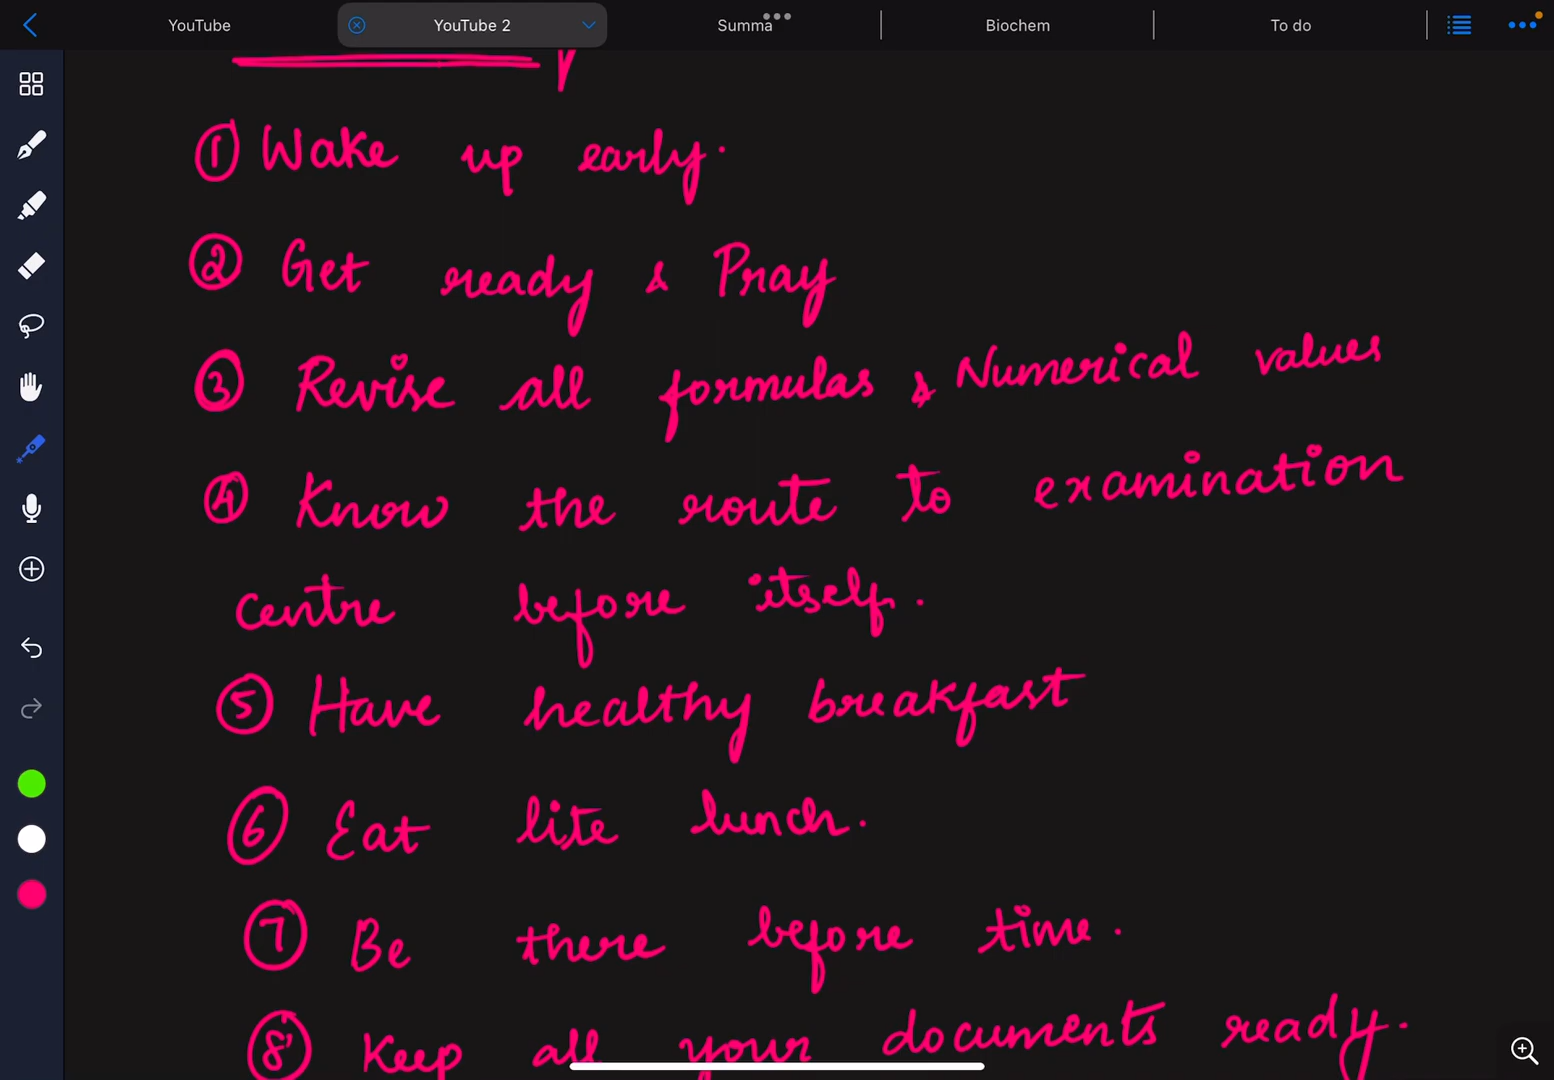 YouTube YouTube 2 Summa Biochem To do
① Wake up early.
② Get ready & Pray
③ Revise all formulas & Numerical values
④ Know the route to examination
centre before itself.
⑤ Have healthy breakfast
⑥ Eat lite lunch.
⑦ Be there before time.
⑧ Keep all your documents ready.